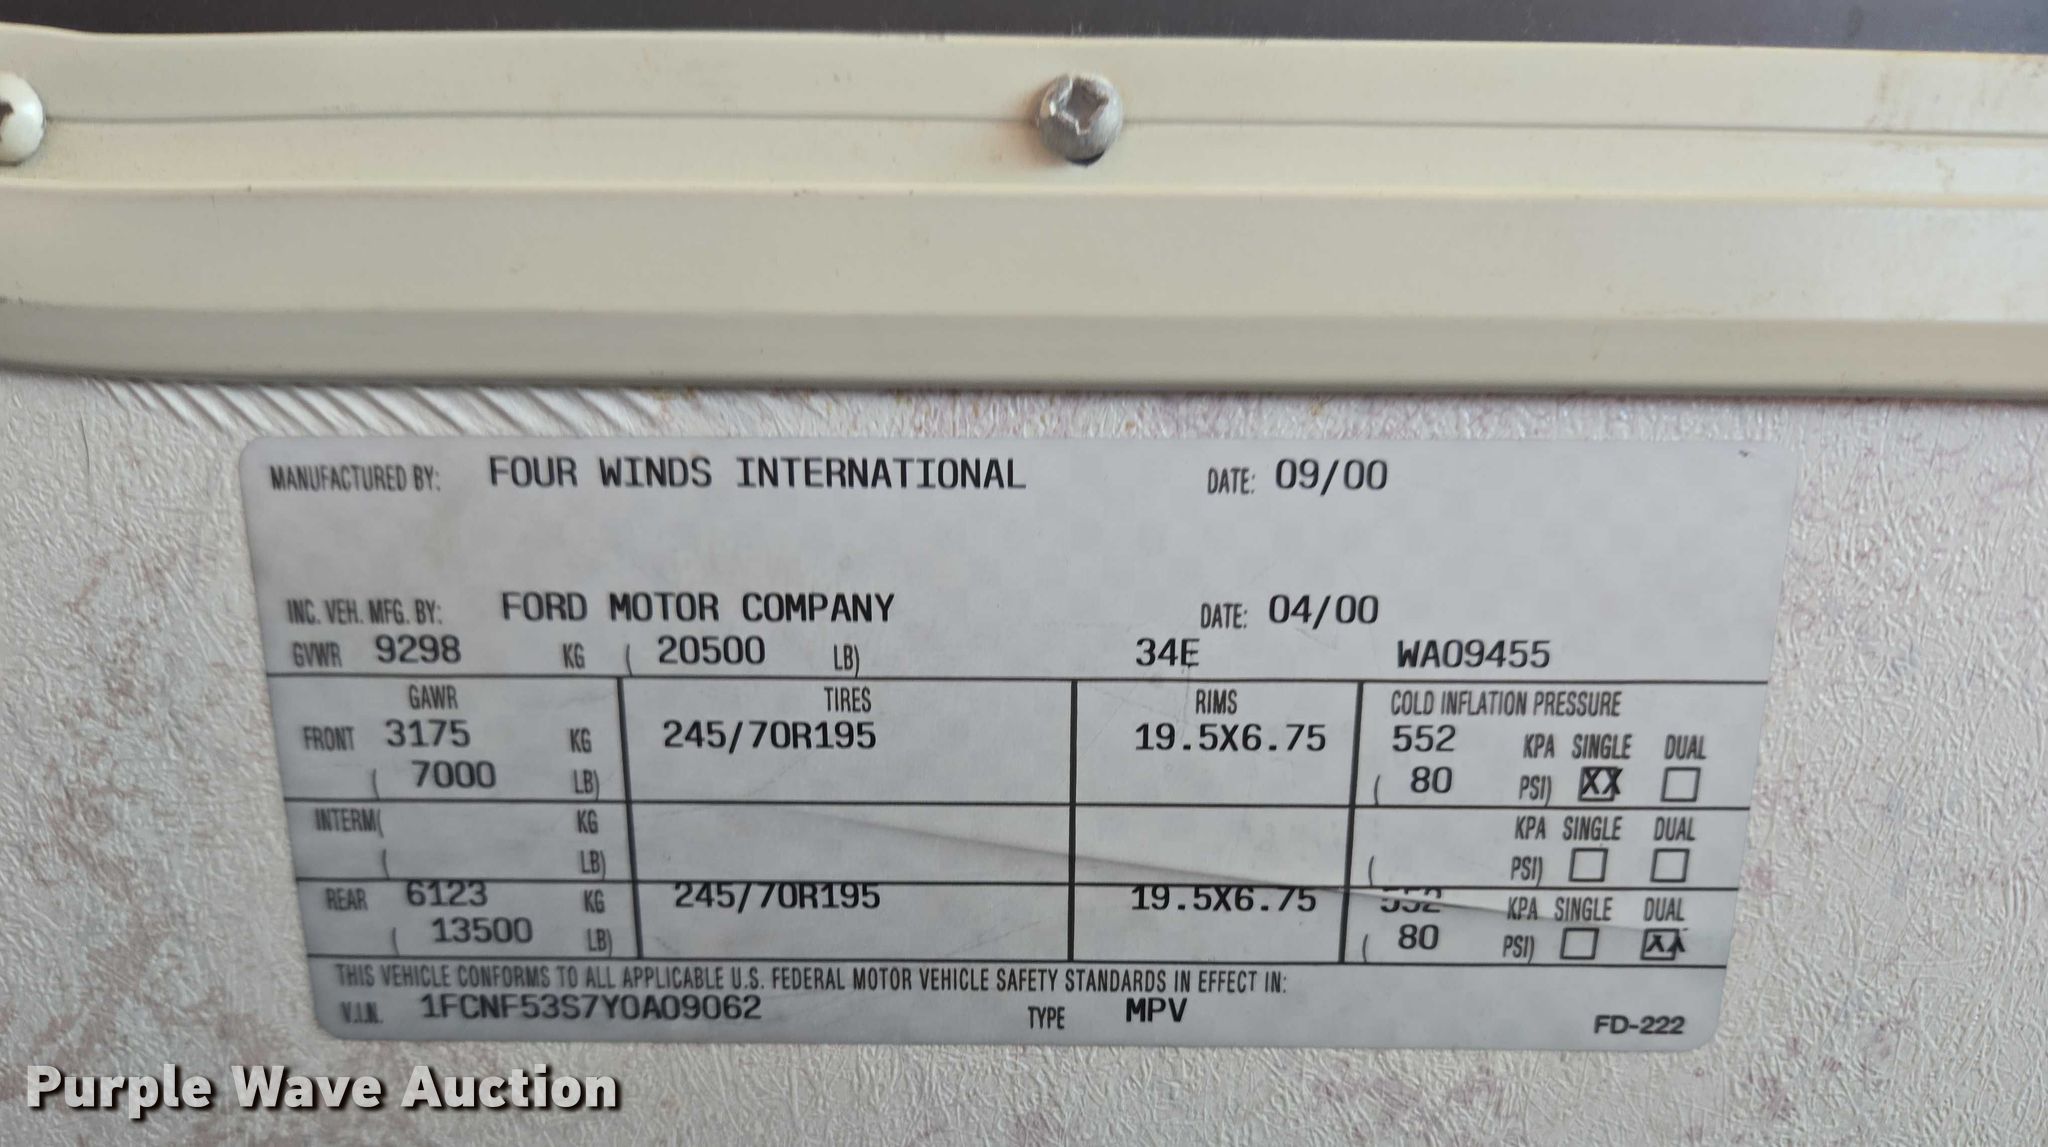 MANUFACTURED BY: FOUR WINDS INTERNATIONAL DATE: 09/00
INC. VEH. MFG. BY: FORD MOTOR COMPANY DATE: 04/00
GVWR 9298 KG ( 20500 LB) 34E WA09455
GAWR TIRES RIMS COLD INFLATION PRESSURE
FRONT 3175 KG 245/70R195 19.5X6.75 552 KPA SINGLE DUAL
( 7000 LB) ( 80 PSI) XX
INTERM( KG KPA SINGLE DUAL
( LB) ( PSI)
REAR 6123 KG 245/70R195 19.5X6.75 552 KPA SINGLE DUAL
( 13500 LB) ( 80 PSI) XX
THIS VEHICLE CONFORMS TO ALL APPLICABLE U.S. FEDERAL MOTOR VEHICLE SAFETY STANDARDS IN EFFECT IN:
V.I.N. 1FCNF53S7Y0A09062 TYPE MPV FD-222
Purple Wave Auction